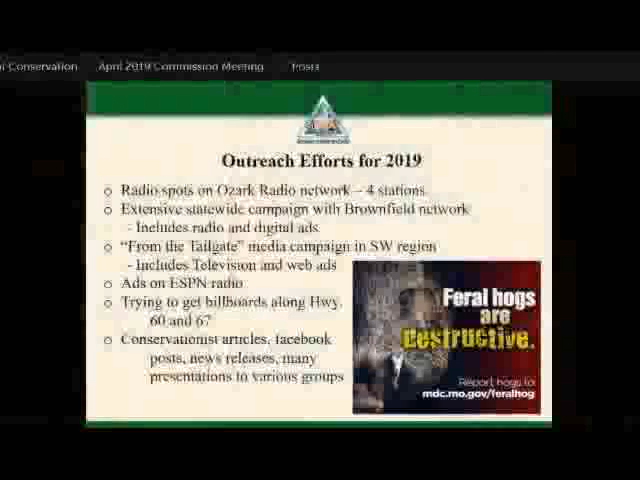 Conservation
April 2019 Commission Meeting
Posts
Outreach Efforts for 2019
o Radio spots on Ozark Radio network – 4 stations.
o Extensive statewide campaign with Brownfield network
- Includes radio and digital ads
o “From the Tailgate” media campaign in SW region
- Includes Television and web ads
o Ads on ESPN radio
o Trying to get billboards along Hwy.
60 and 67
o Conservationist articles, facebook
posts, news releases, many
presentations to various groups
Feral hogs
are
Destructive.
Report hogs to:
mdc.mo.gov/feralhog